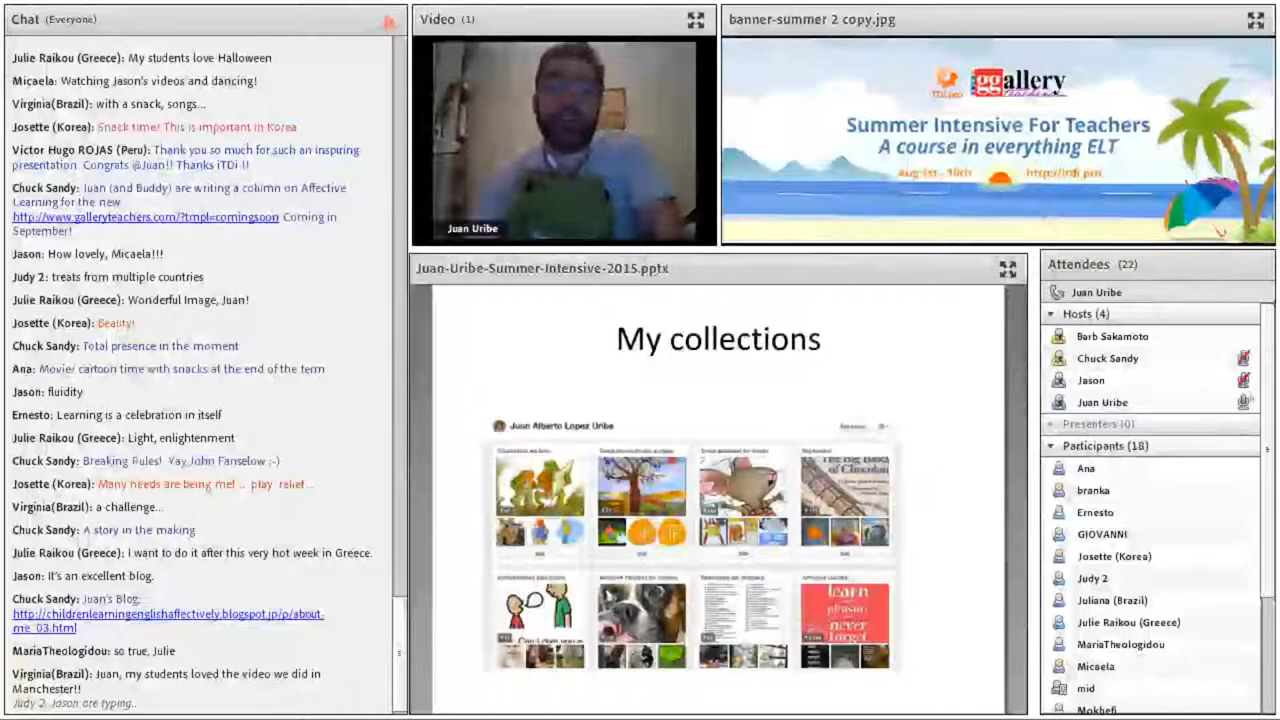 Chat (Everyone)
Julie Raikou (Greece): My students love Halloween
Micaela: Watching Jason's videos and dancing!
Virginia(Brazil): with a snack, songs...
Josette (Korea): Snack time! This is important in Korea
Victor Hugo ROJAS (Peru): Thank you so much for such an inspiring
presentation. Congrats @Juan!! Thanks iTDi !!
Chuck Sandy: Juan (and Buddy) are writing a column on Affective
Learning for the new
http://www.galleryteachers.com/?tmpl=comingsoon Coming in
September!
Jason: How lovely, Micaela!!!
Judy 2: treats from multiple countries
Julie Raikou (Greece): Wonderful Image, Juan!
Josette (Korea): Beauty!
Chuck Sandy: Total presence in the moment
Ana: Movie/ cartoon time with snacks at the end of the term
Jason: fluidity
Ernesto: Learning is a celebration in itself
Julie Raikou (Greece): Light, enlightenment
Chuck Sandy: Breaking Rules! Yay John Fanselow :-)
Josette (Korea): Many needs are being met ... play, relief...
Virginia(Brazil): a challenge...
Chuck Sandy: A story in the making
Julie Raikou (Greece): I want to do it after this very hot week in Greece.
Jason: It's an excellent blog.
Chuck Sandy: Juan's Blog
MariaTheologidou: so true, Julie
Virginia(Brazil): Juan, my students loved the video we did in
Manchester!!
Judy 2, Jason are typing...
Video (1)
Juan Uribe
banner-summer 2 copy.jpg
iTDi.pro
ggallery
teachers
Summer Intensive For Teachers
A course in everything ELT
Aug 1st - 30th http://itdi.pro
Juan-Uribe-Summer-Intensive-2015.pptx
My collections
Juan Alberto Lopez Uribe
learn
pleasure
never
forget
Attendees (22)
Juan Uribe
Hosts (4)
Barb Sakamoto
Chuck Sandy
Jason
Juan Uribe
Presenters (0)
Participants (18)
Ana
branka
Ernesto
GIOVANNI
Josette (Korea)
Judy 2
Juliana (Brazil)
Julie Raikou (Greece)
MariaTheologidou
Micaela
mid
Mokhefi